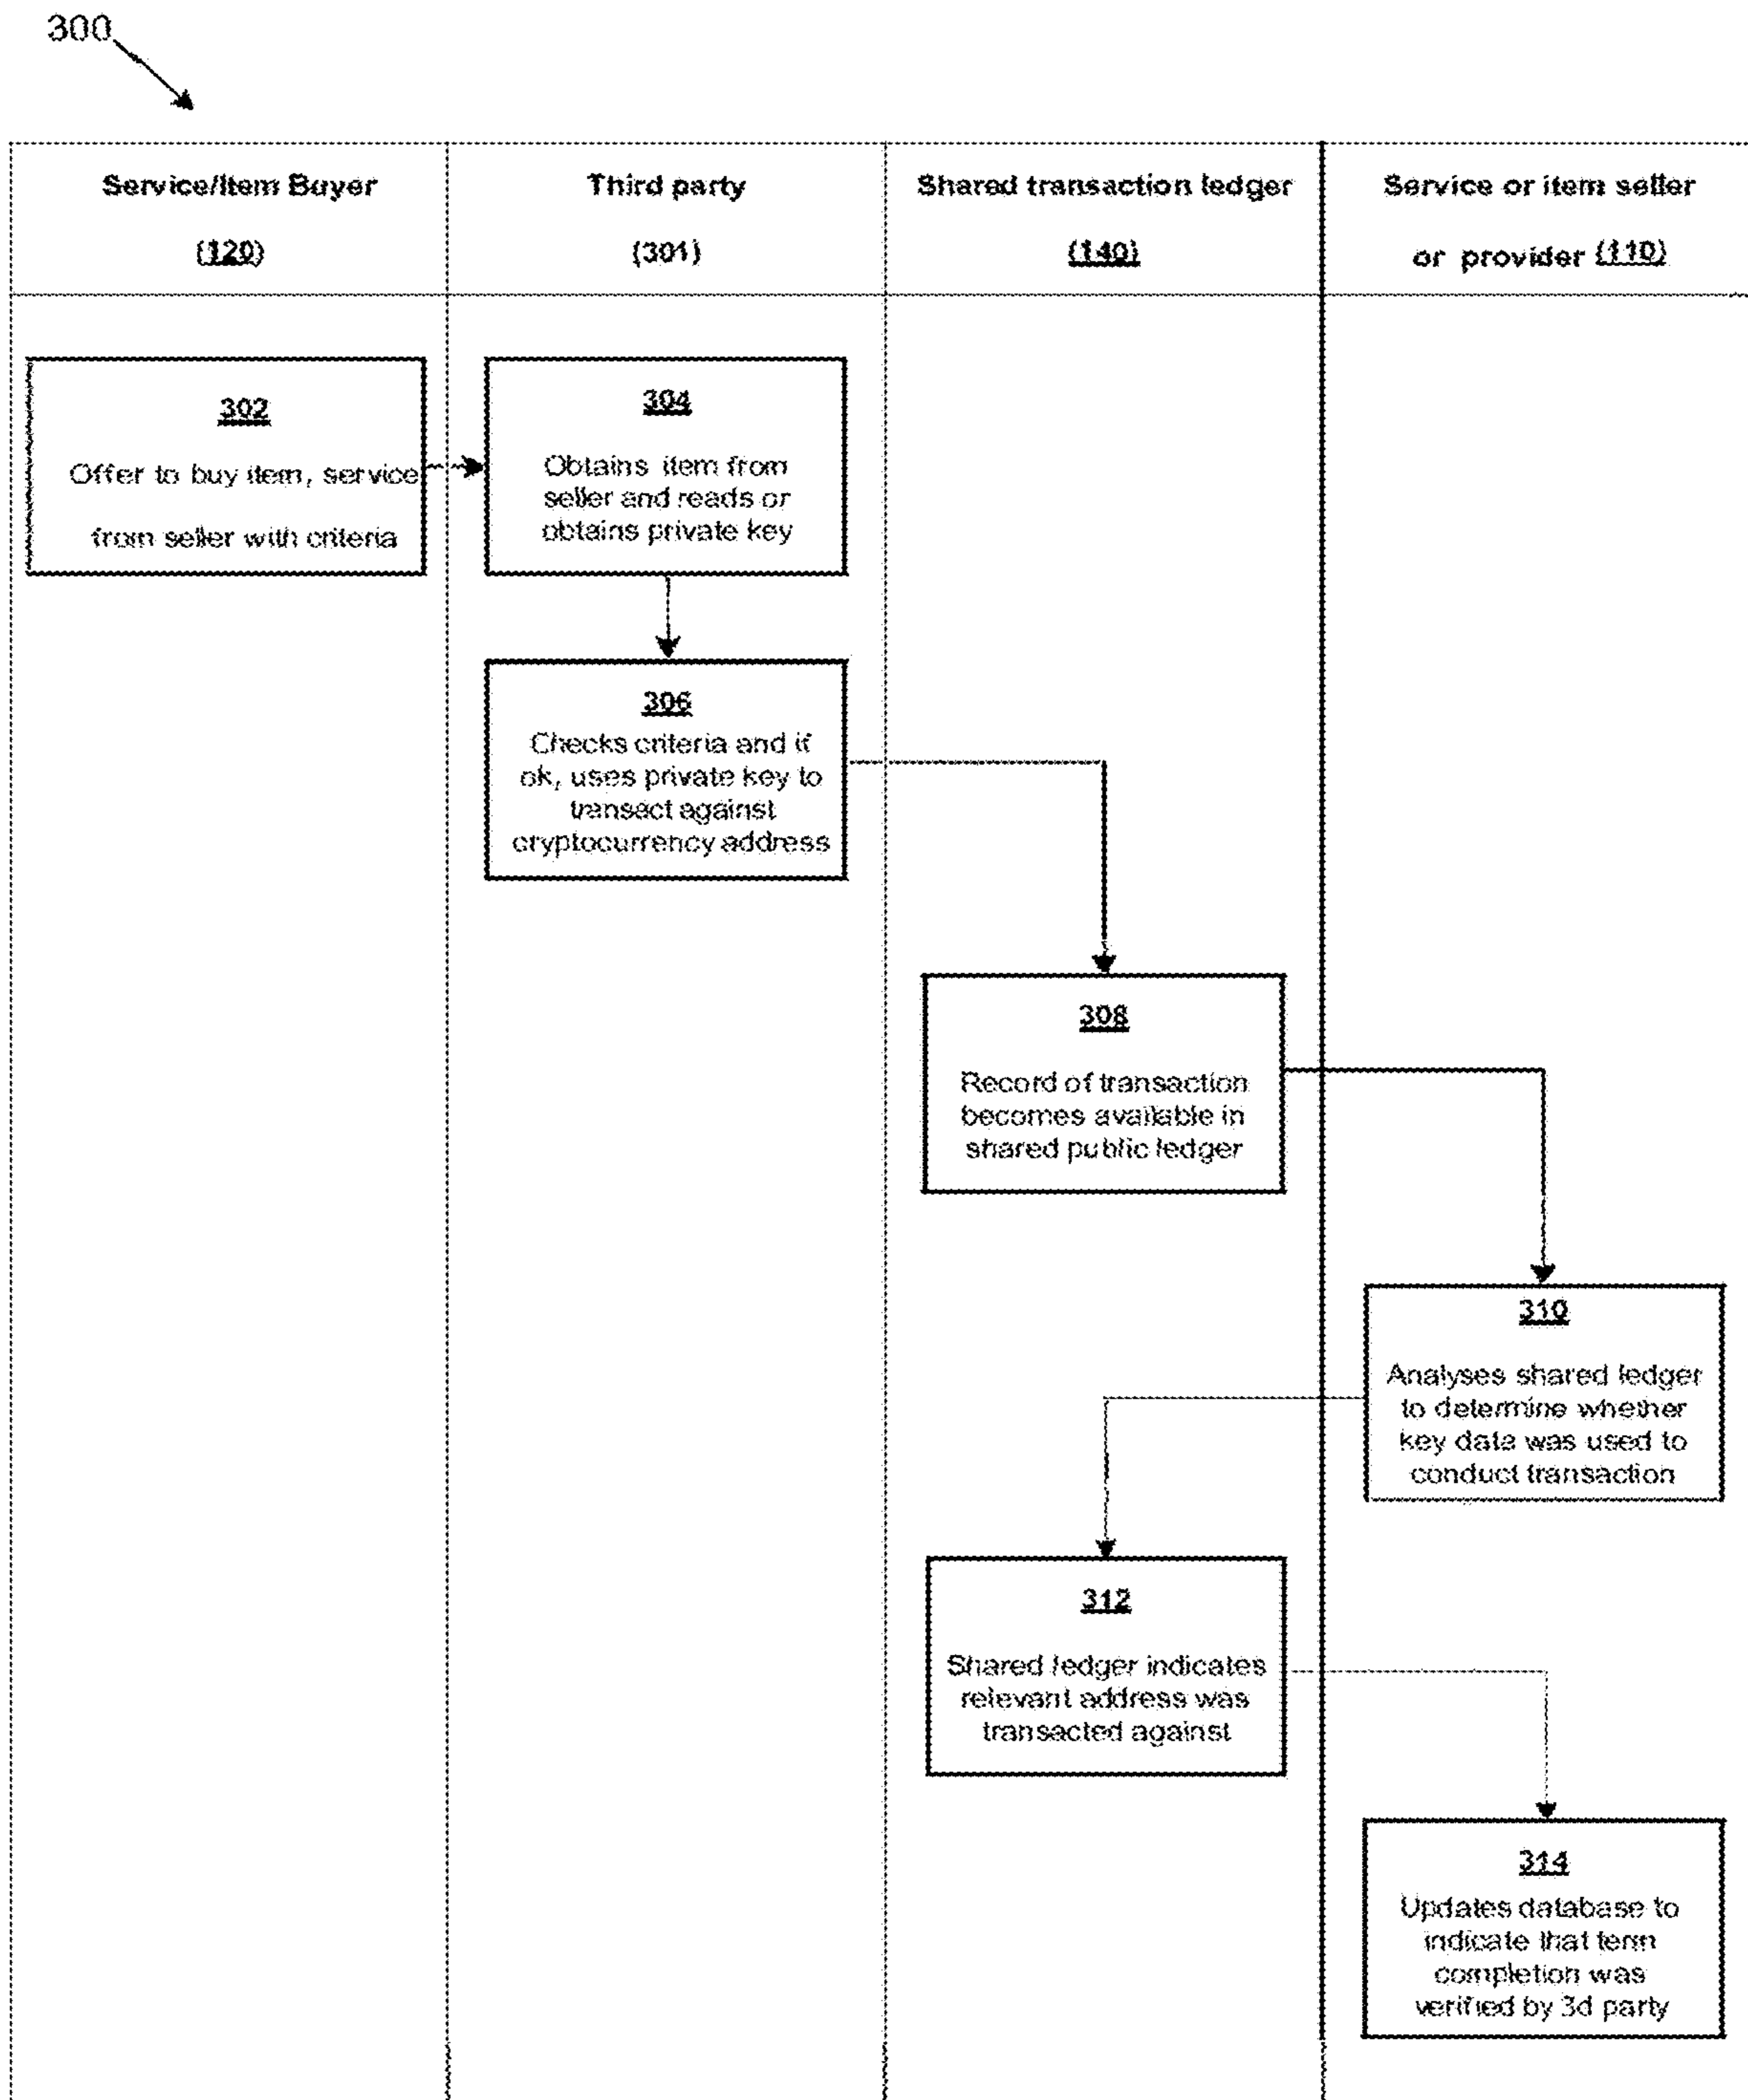 300
Service/Item Buyer
(120)
Third party
(301)
Shared transaction ledger
(140)
Service or item seller
or provider (110)
302
Offer to buy item, service
from seller with criteria
304
Obtains item from
seller and reads or
obtains private key
306
Checks criteria and if
ok, uses private key to
transact against
cryptocurrency address
308
Record of transaction
becomes available in
shared public ledger
310
Analyses shared ledger
to determine whether
key data was used to
conduct transaction
312
Shared ledger indicates
relevant address was
transacted against
314
Updates database to
indicate that term
completion was
verified by 3d party